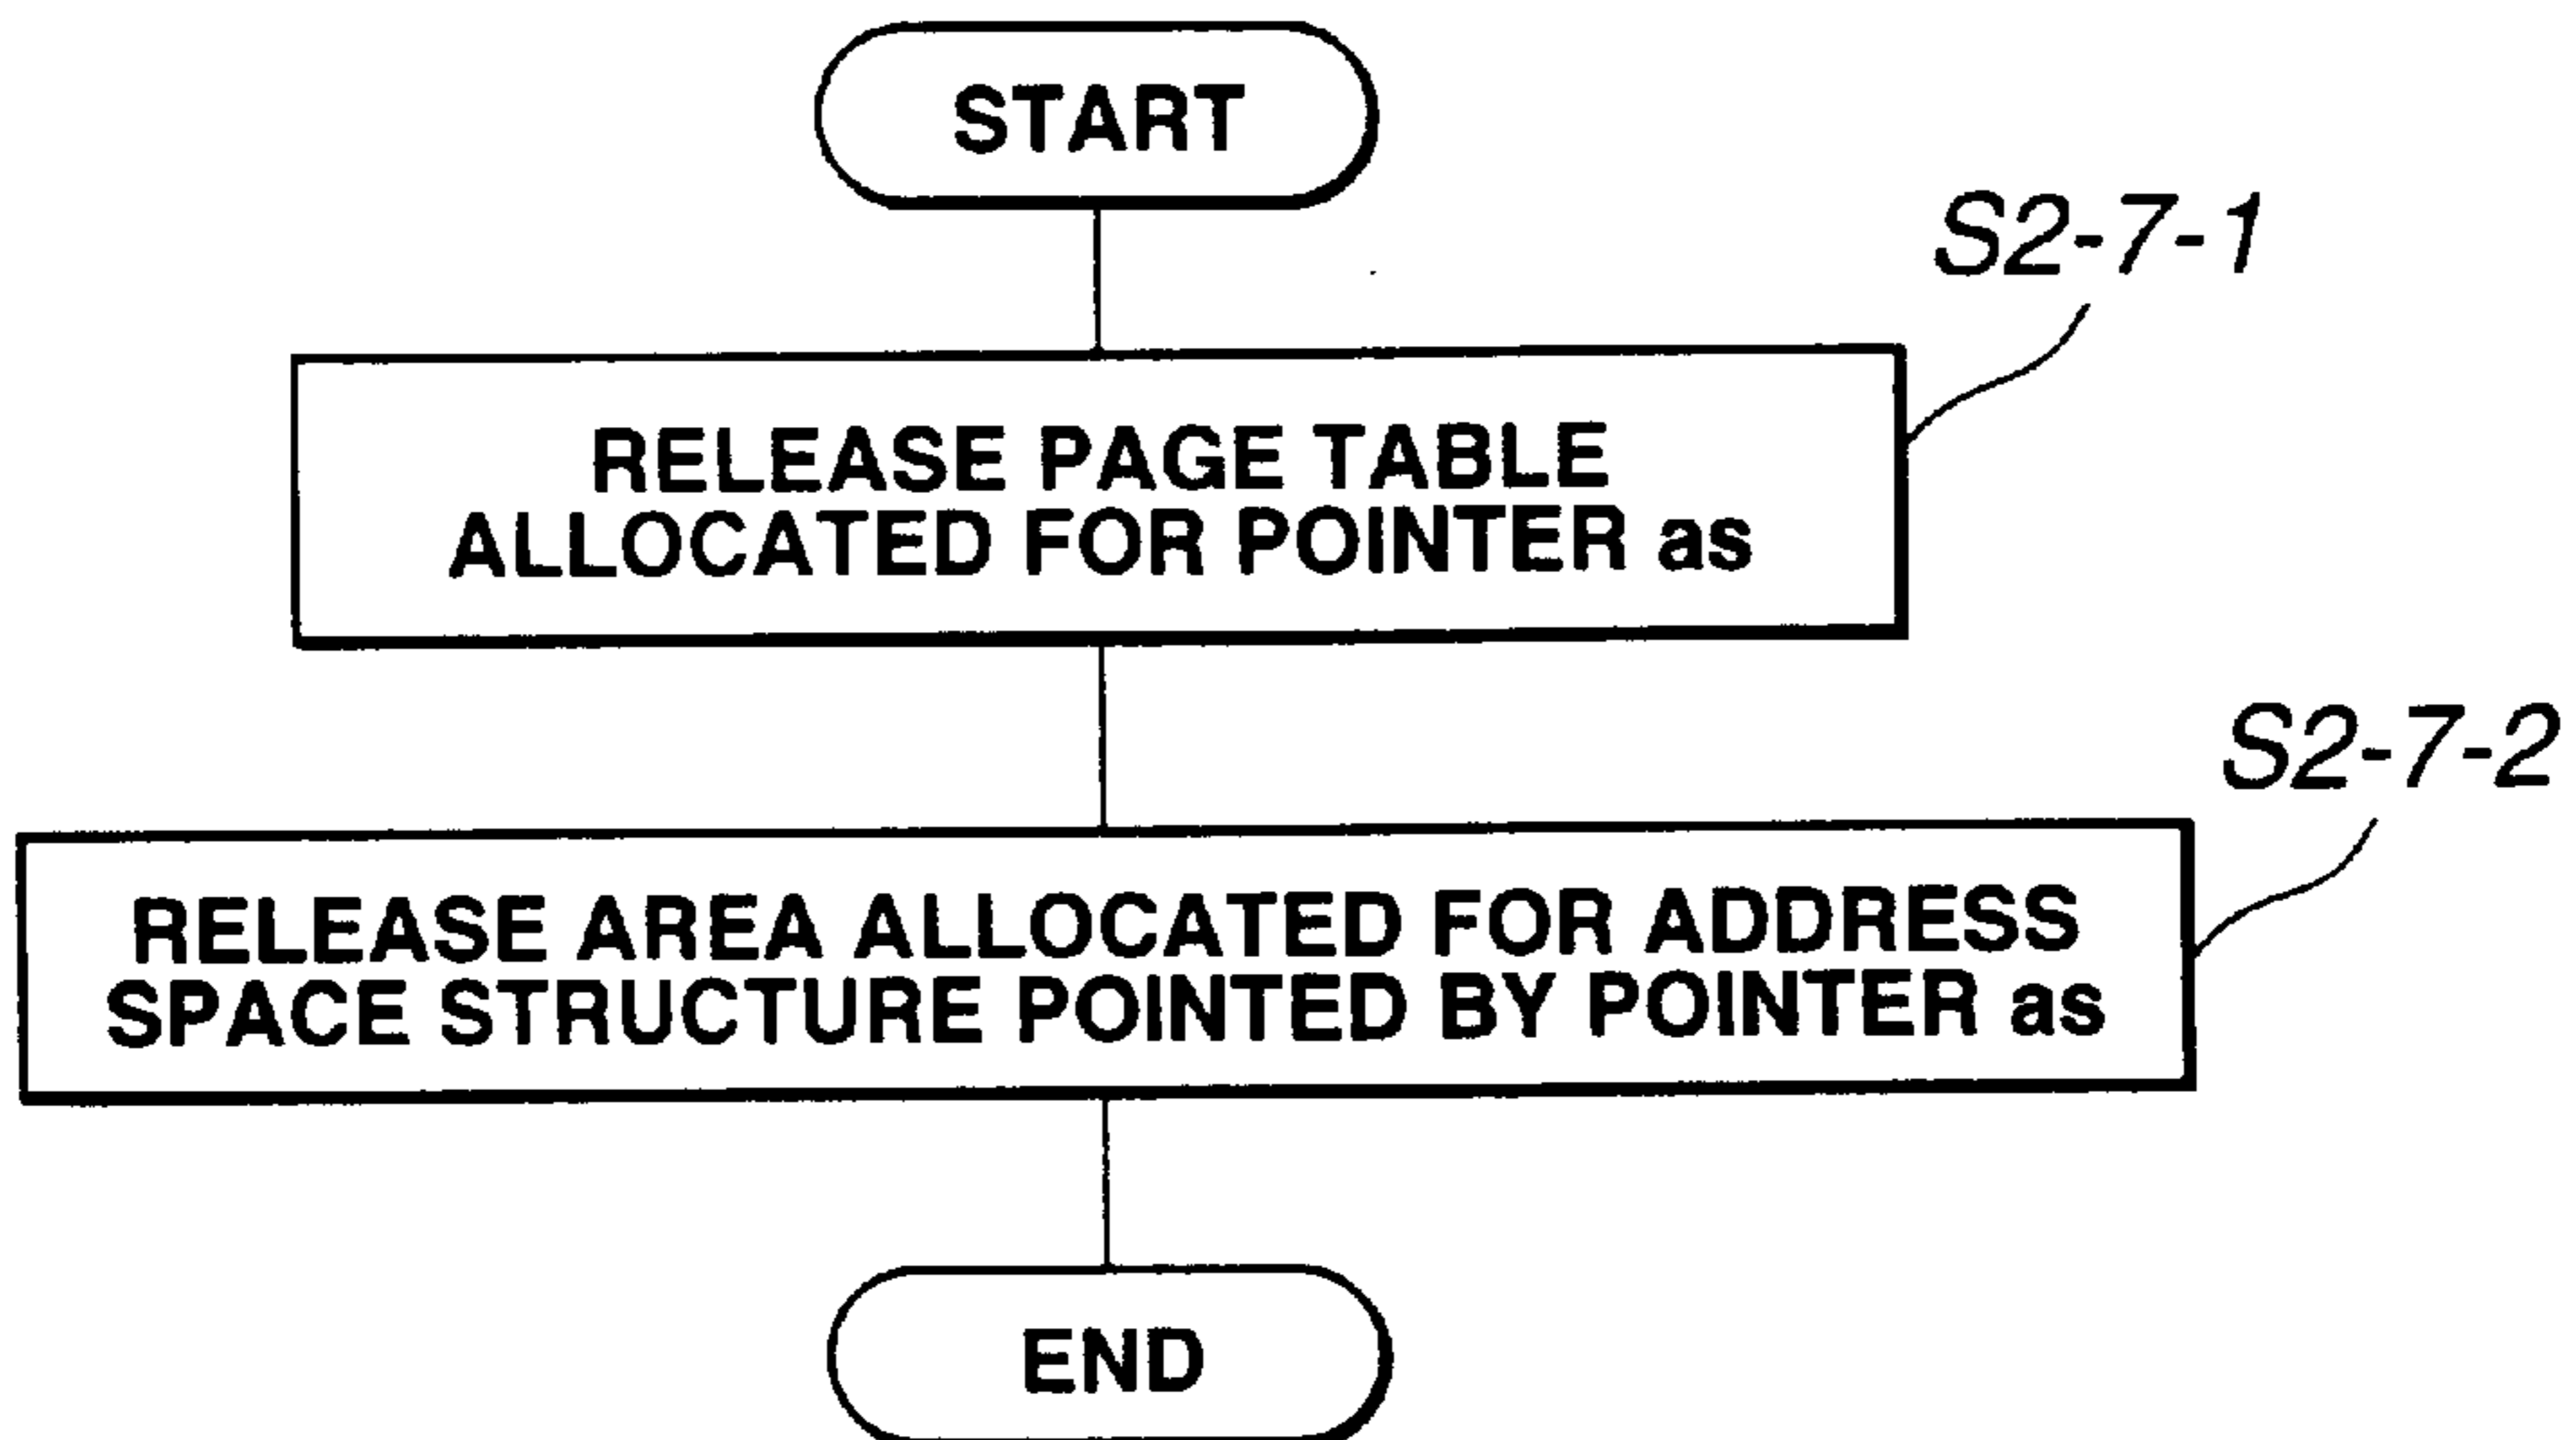 START
S2-7-1
RELEASE PAGE TABLE
ALLOCATED FOR POINTER as
S2-7-2
RELEASE AREA ALLOCATED FOR ADDRESS
SPACE STRUCTURE POINTED BY POINTER as
END